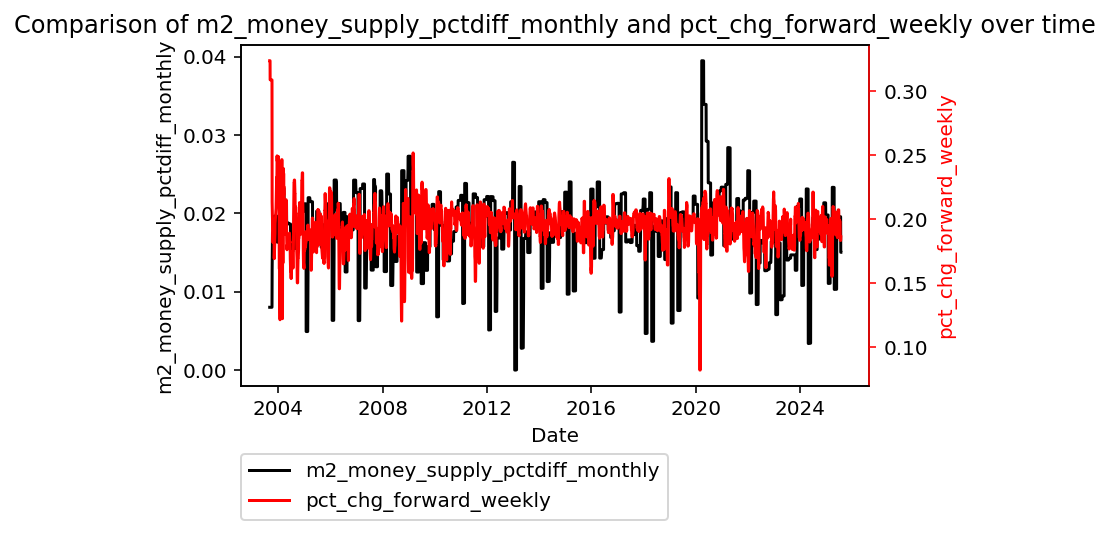 Comparison of m2_money_supply_pctdiff_monthly and pct_chg_forward_weekly over time
m2_money_supply_pctdiff_monthly
0.04
0.03
0.02
0.01
0.00
0.30
0.25
0.20
0.15
0.10
pct_chg_forward_weekly
2004 2008 2012 2016 2020 2024
Date
m2_money_supply_pctdiff_monthly
pct_chg_forward_weekly